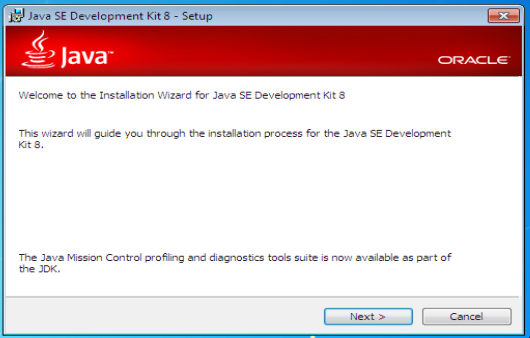 Java SE Development Kit 8 - Setup
Java™
ORACLE
Welcome to the Installation Wizard for Java SE Development Kit 8
This wizard will guide you through the installation process for the Java SE Development
Kit 8.
The Java Mission Control profiling and diagnostics tools suite is now available as part of
the JDK.
Next >
Cancel